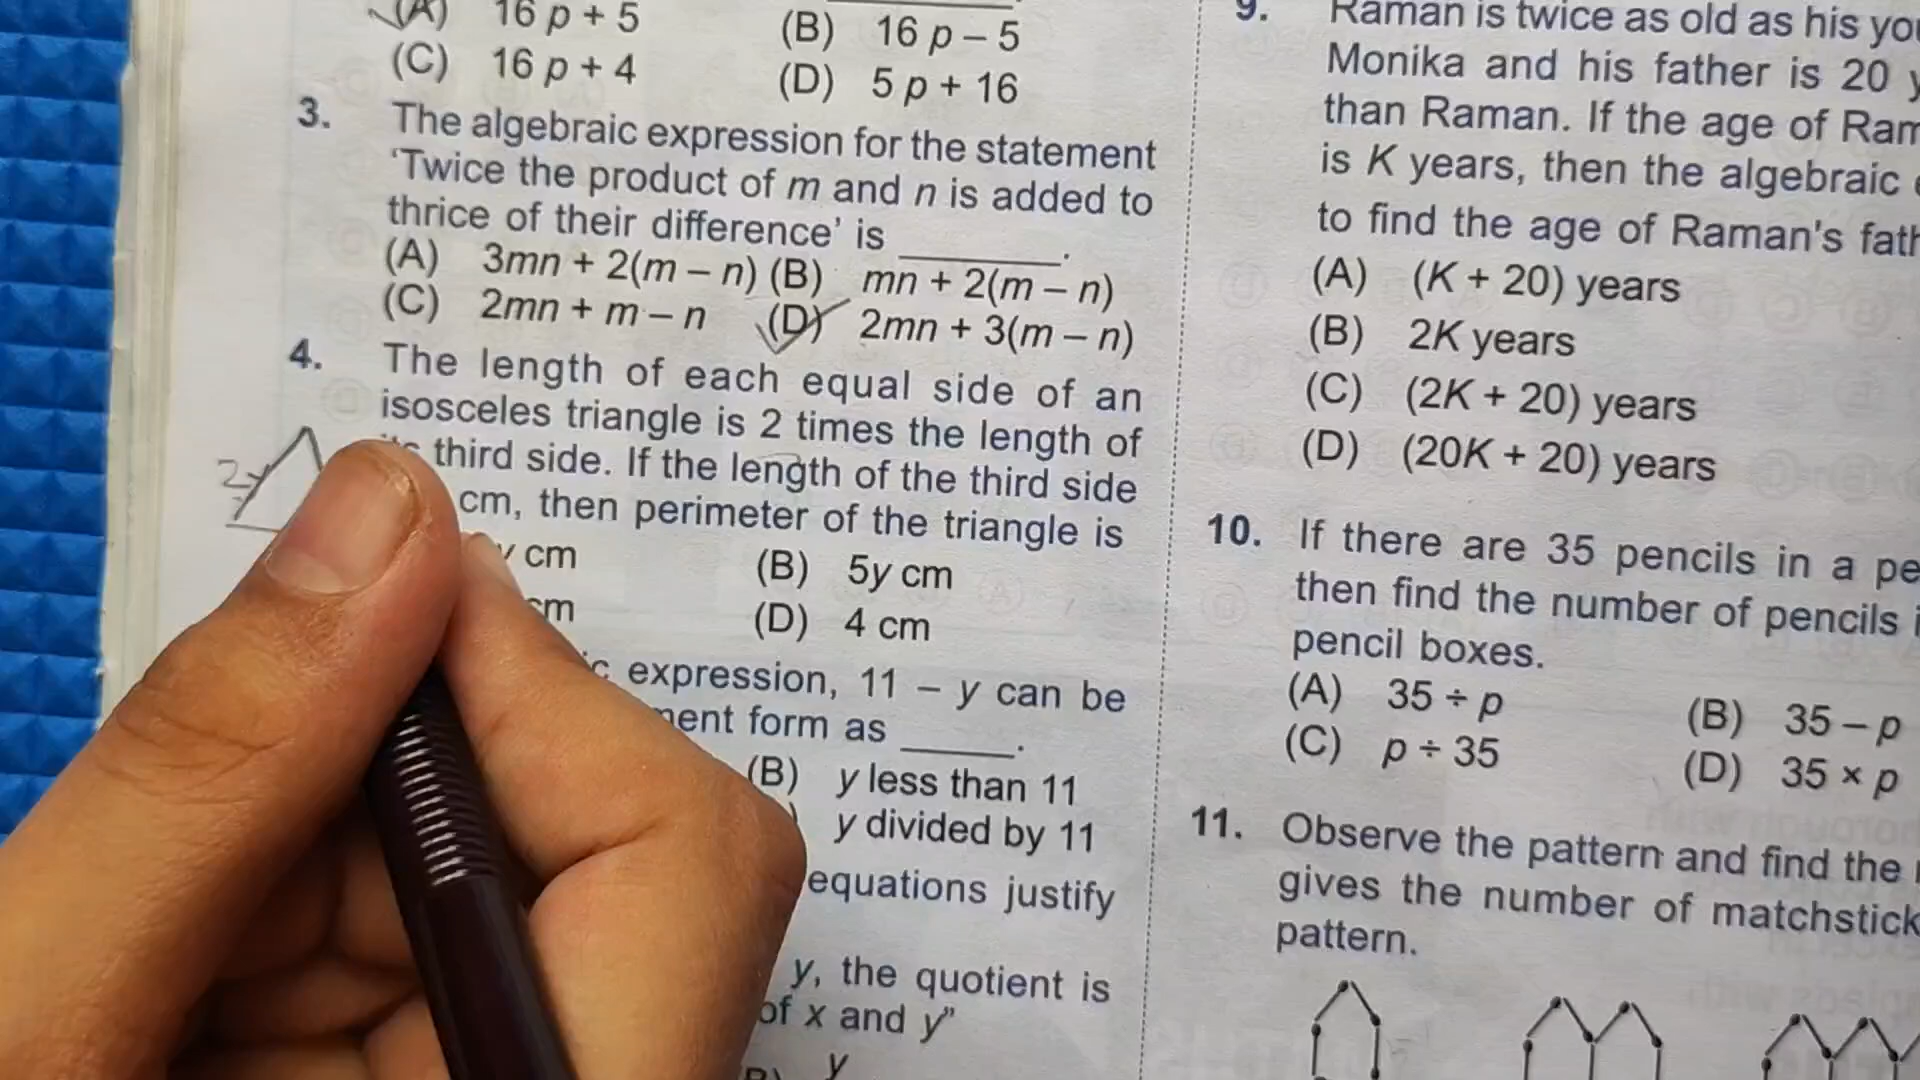 (A) 16 p + 5
(B) 16 p – 5
(C) 16 p + 4
(D) 5 p + 16
3. The algebraic expression for the statement
'Twice the product of m and n is added to
thrice of their difference' is ________.
(A) 3mn + 2(m – n) (B) mn + 2(m – n)
(C) 2mn + m – n (D) 2mn + 3(m – n)
4. The length of each equal side of an
isosceles triangle is 2 times the length of
third side. If the length of the third side
cm, then perimeter of the triangle is
2y
y cm
(B) 5y cm
cm
(D) 4 cm
expression, 11 – y can be
form as ______.
(B) y less than 11
y divided by 11
equations justify
y, the quotient is
of x and y”
y
9. Raman is twice as old as his
Monika and his father is 20
than Raman. If the age of
is K years, then the algebraic
to find the age of Raman's
(A) (K + 20) years
(B) 2K years
(C) (2K + 20) years
(D) (20K + 20) years
10. If there are 35 pencils in a
then find the number of pencils
pencil boxes.
(A) 35 ÷ p
(B) 35 – p
(C) p ÷ 35
(D) 35 × p
11. Observe the pattern and find the
gives the number of
pattern.